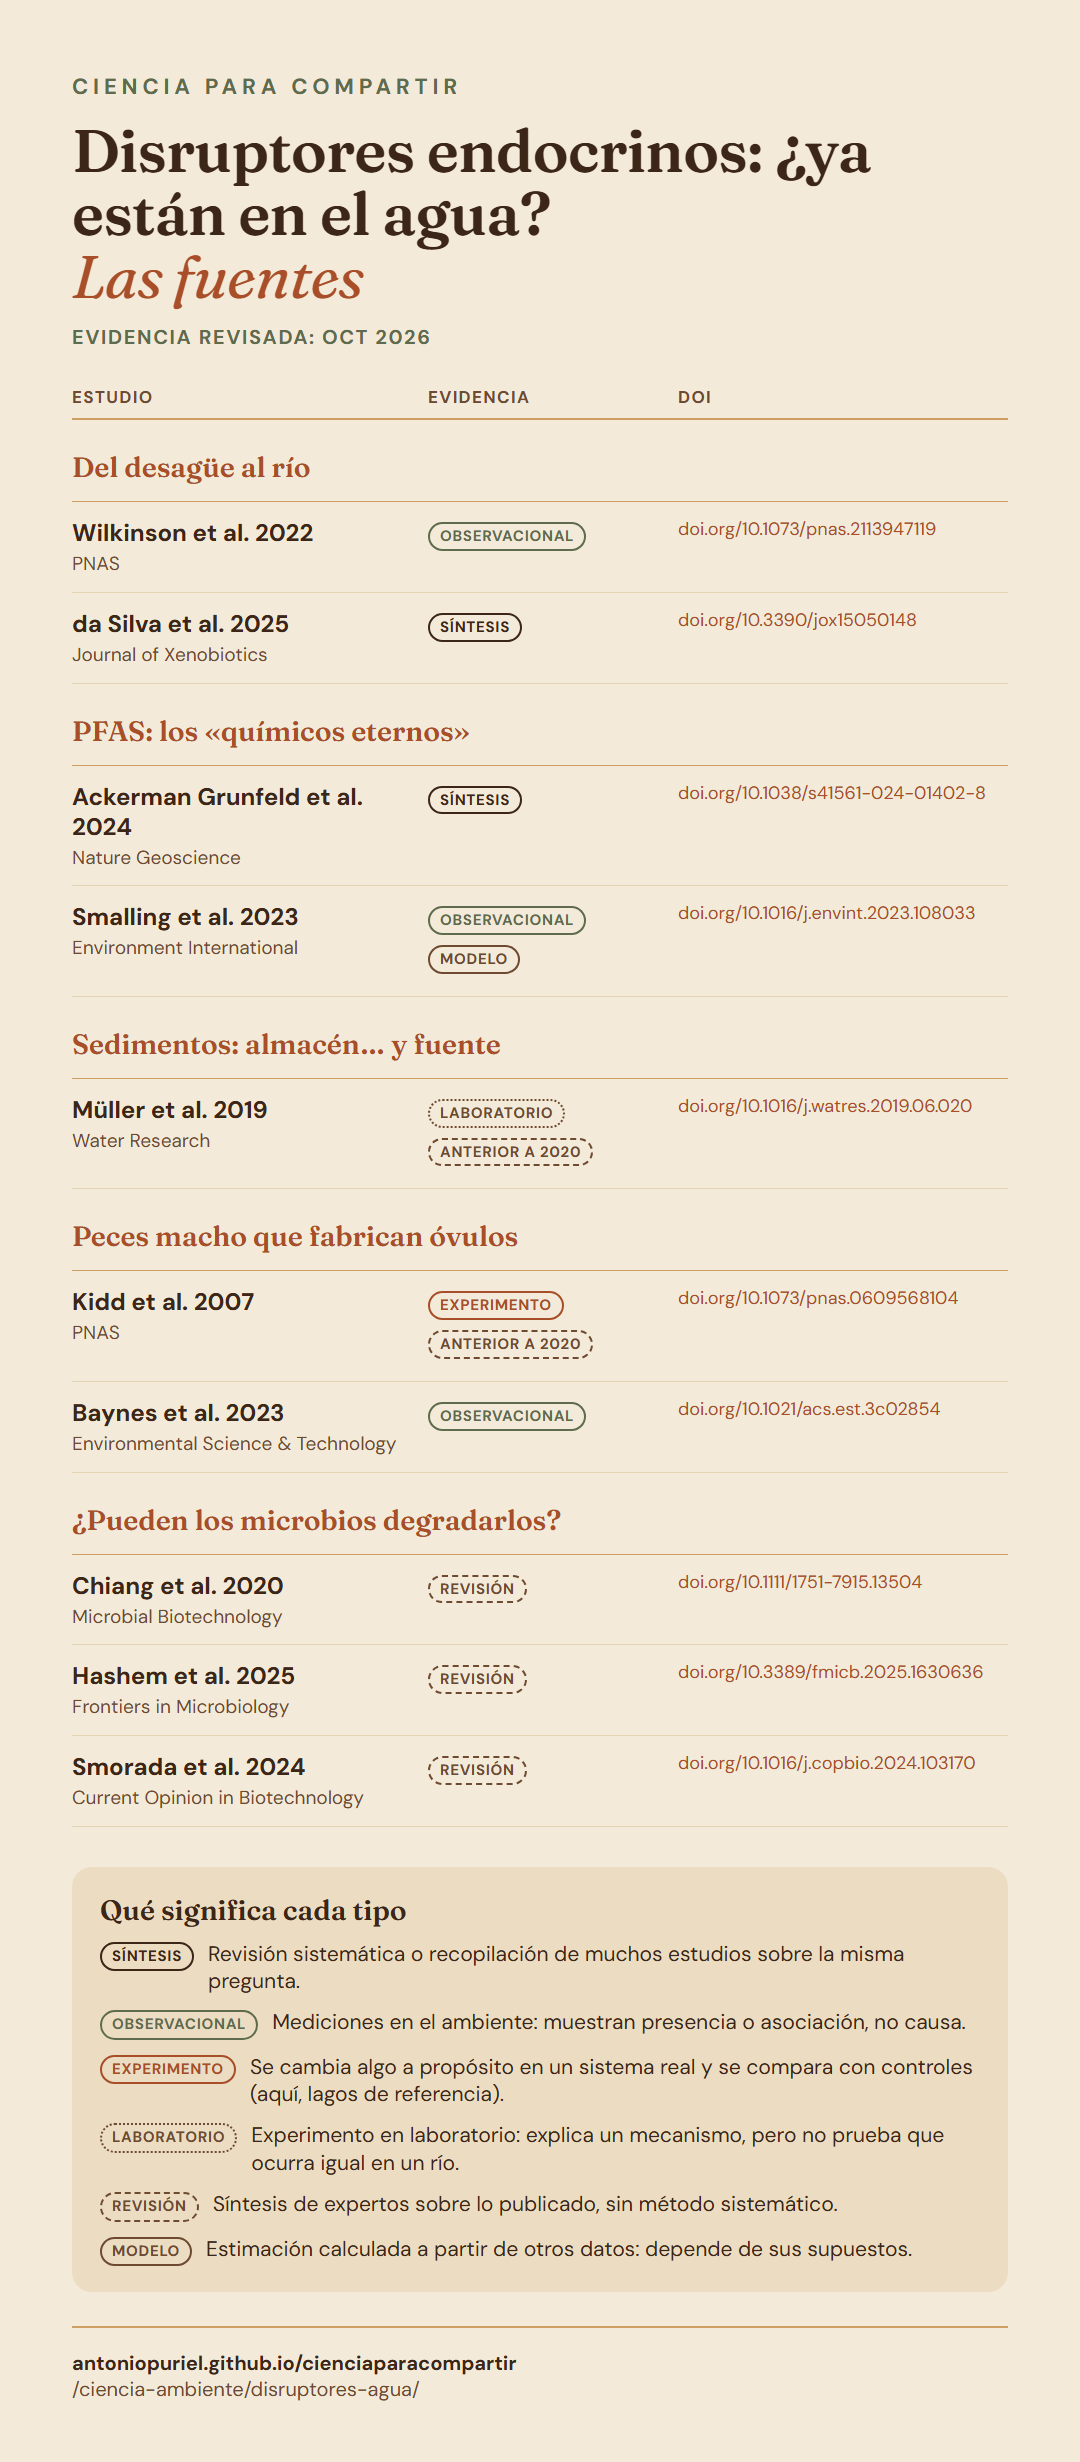 CIENCIA PARA COMPARTIR
Disruptores endocrinos: ¿ya
están en el agua?
Las fuentes
EVIDENCIA REVISADA: OCT 2026
ESTUDIO EVIDENCIA DOI
Del desagüe al río
Wilkinson et al. 2022 OBSERVACIONAL doi.org/10.1073/pnas.2113947119
PNAS
da Silva et al. 2025 SÍNTESIS doi.org/10.3390/jox15050148
Journal of Xenobiotics
PFAS: los «químicos eternos»
Ackerman Grunfeld et al. SÍNTESIS doi.org/10.1038/s41561-024-01402-8
2024
Nature Geoscience
Smalling et al. 2023 OBSERVACIONAL doi.org/10.1016/j.envint.2023.108033
Environment International
MODELO
Sedimentos: almacén... y fuente
Müller et al. 2019 LABORATORIO doi.org/10.1016/j.watres.2019.06.020
Water Research
ANTERIOR A 2020
Peces macho que fabrican óvulos
Kidd et al. 2007 EXPERIMENTO doi.org/10.1073/pnas.0609568104
PNAS
ANTERIOR A 2020
Baynes et al. 2023 OBSERVACIONAL doi.org/10.1021/acs.est.3c02854
Environmental Science & Technology
¿Pueden los microbios degradarlos?
Chiang et al. 2020 REVISIÓN doi.org/10.1111/1751-7915.13504
Microbial Biotechnology
Hashem et al. 2025 REVISIÓN doi.org/10.3389/fmicb.2025.1630636
Frontiers in Microbiology
Smorada et al. 2024 REVISIÓN doi.org/10.1016/j.copbio.2024.103170
Current Opinion in Biotechnology
Qué significa cada tipo
SÍNTESIS Revisión sistemática o recopilación de muchos estudios sobre la misma
pregunta.
OBSERVACIONAL Mediciones en el ambiente: muestran presencia o asociación, no causa.
EXPERIMENTO Se cambia algo a propósito en un sistema real y se compara con controles
(aquí, lagos de referencia).
LABORATORIO Experimento en laboratorio: explica un mecanismo, pero no prueba que
ocurra igual en un río.
REVISIÓN Síntesis de expertos sobre lo publicado, sin método sistemático.
MODELO Estimación calculada a partir de otros datos: depende de sus supuestos.
antoniopuriel.github.io/cienciaparacompartir
/ciencia-ambiente/disruptores-agua/